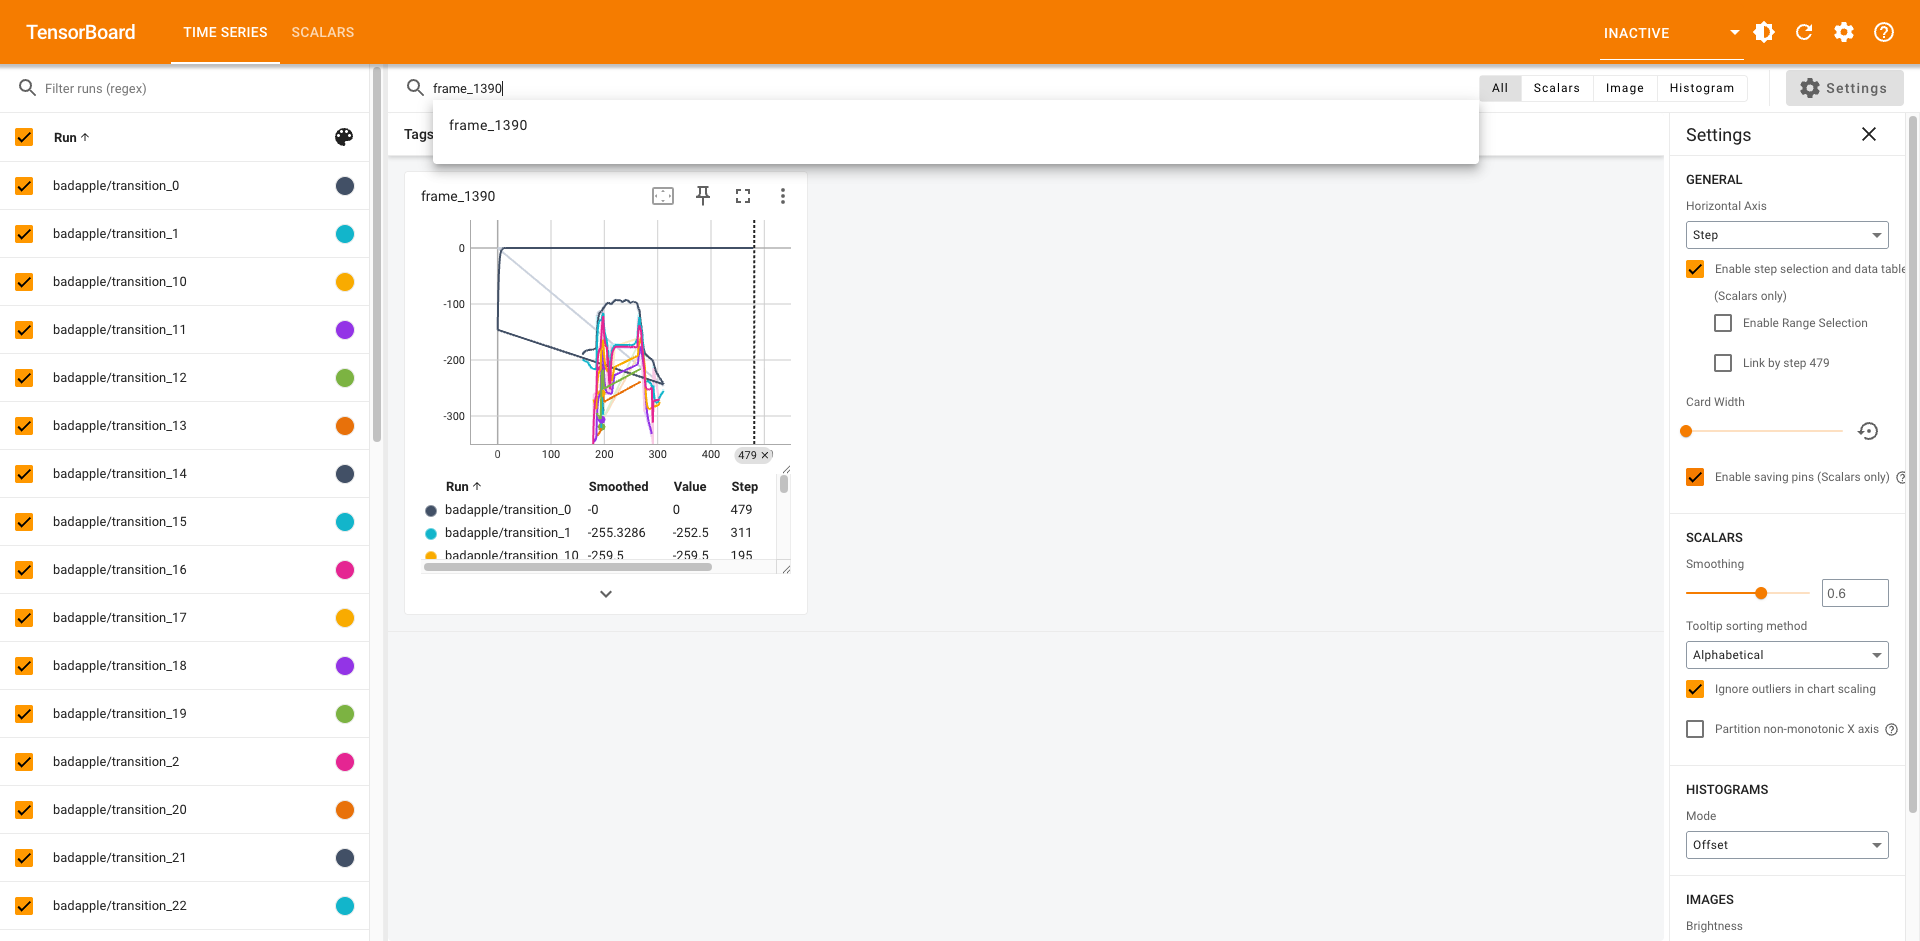 TensorBoard
TIME SERIES
SCALARS
INACTIVE
Filter runs (regex)
frame_1390
All
Scalars
Image
Histogram
Settings
frame_1390
Run
Tags
Settings
badapple/transition_0
badapple/transition_1
badapple/transition_10
badapple/transition_11
badapple/transition_12
badapple/transition_13
badapple/transition_14
badapple/transition_15
badapple/transition_16
badapple/transition_17
badapple/transition_18
badapple/transition_19
badapple/transition_2
badapple/transition_20
badapple/transition_21
badapple/transition_22
frame_1390
0
-100
-200
-300
0
100
200
300
400
479
Run Smoothed Value Step
badapple/transition_0 -0 0 479
badapple/transition_1 -255.3286 -252.5 311
badapple/transition_10 -259.5 -259.5 195
GENERAL
Horizontal Axis
Step
Enable step selection and data table
(Scalars only)
Enable Range Selection
Link by step 479
Card Width
Enable saving pins (Scalars only)
SCALARS
Smoothing
0.6
Tooltip sorting method
Alphabetical
Ignore outliers in chart scaling
Partition non-monotonic X axis
HISTOGRAMS
Mode
Offset
IMAGES
Brightness